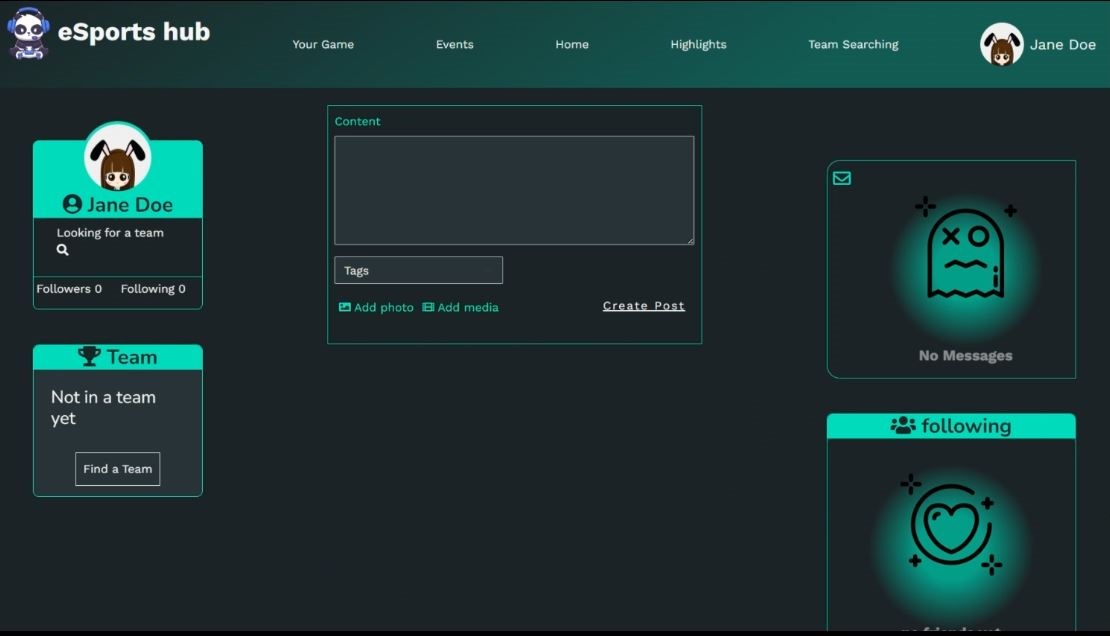 eSports hub
Your Game
Events
Home
Highlights
Team Searching
Jane Doe
Jane Doe
Looking for a team
Followers 0
Following 0
Team
Not in a team
yet
Find a Team
Content
Tags
Add photo
Add media
Create Post
No Messages
following